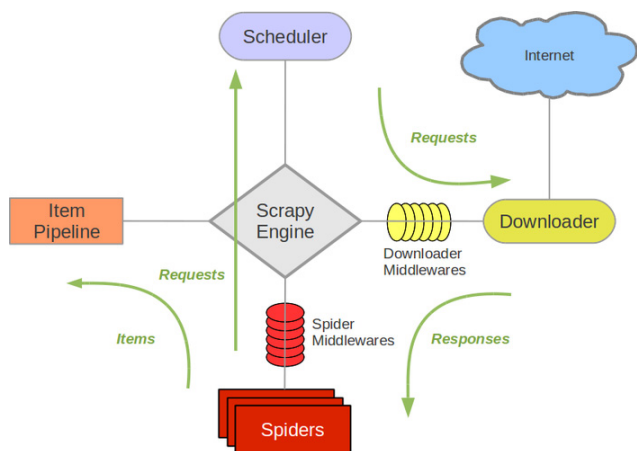 Scheduler
Internet
Requests
Item
Pipeline
Scrapy
Engine
Downloader
Downloader
Middlewares
Requests
Spider
Middlewares
Items
Responses
Spiders